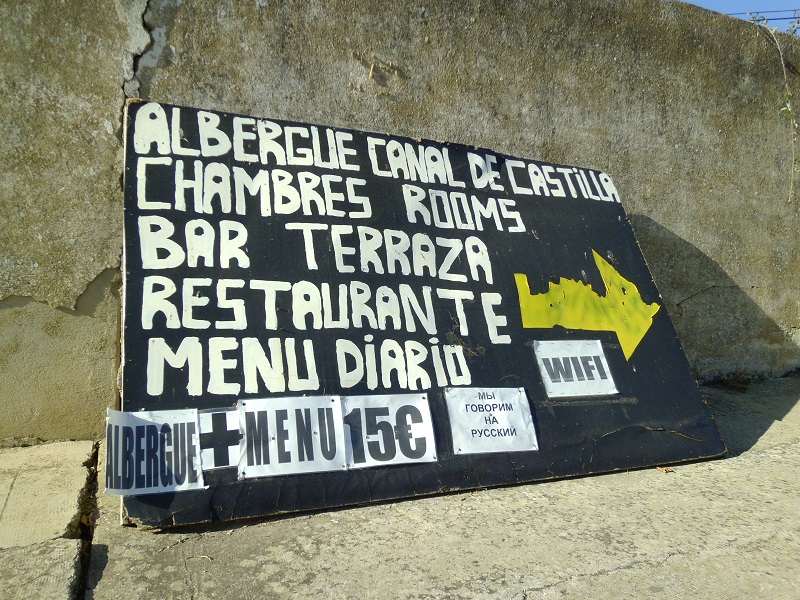 ALBERGUE CANAL DE CASTILLA
CHAMBRES ROOMS
BAR TERRAZA
RESTAURANTE
MENU DIARIO
WIFI
ALBERGUE + MENU 15€
МЫ
ГОВОРИМ
НА
РУССКИЙ